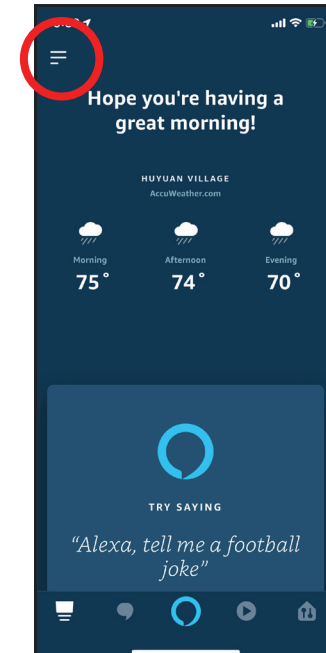 Hope you're having a
great morning!
HUYUAN VILLAGE
AccuWeather.com
Morning
Afternoon
Evening
75°
74°
70°
TRY SAYING
“Alexa, tell me a football
joke”